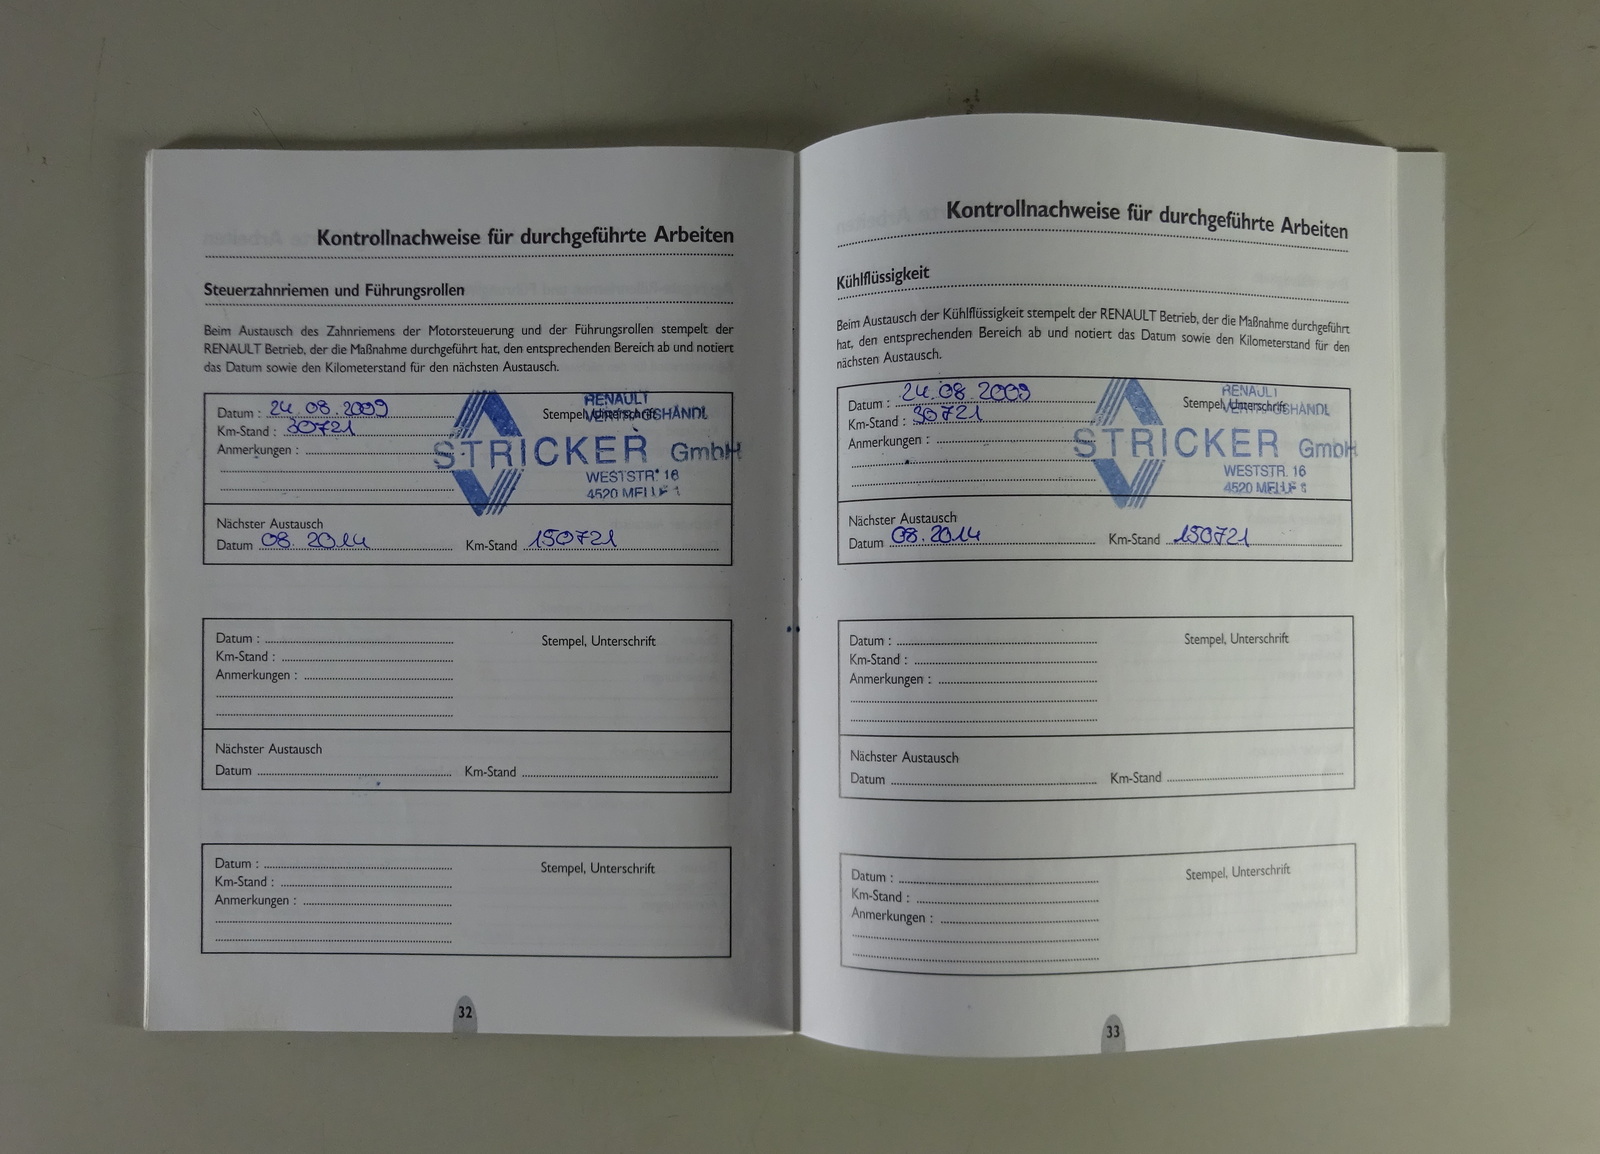 Kontrollnachweise für durchgeführte Arbeiten
Steuerzahnriemen und Führungsrollen
Beim Austausch des Zahnriemens der Motorsteuerung und der Führungsrollen stempelt der
RENAULT Betrieb, der die Maßnahme durchgeführt hat, den entsprechenden Bereich ab und notiert
das Datum sowie den Kilometerstand für den nächsten Austausch.
Datum : 24.08.2009
Stempel, Unterschrift
Km-Stand : 30721
Anmerkungen :
RENAULT
STRICKER GmbH
WESTSTR. 16
4520
Nächster Austausch
Datum 08.2014 Km-Stand 150721
Datum : Stempel, Unterschrift
Km-Stand :
Anmerkungen :
Nächster Austausch
Datum Km-Stand
Datum : Stempel, Unterschrift
Km-Stand :
Anmerkungen :
32
Kontrollnachweise für durchgeführte Arbeiten
Kühlflüssigkeit
Beim Austausch der Kühlflüssigkeit stempelt der RENAULT Betrieb, der die Maßnahme durchgeführt
hat, den entsprechenden Bereich ab und notiert das Datum sowie den Kilometerstand für den
nächsten Austausch.
Datum : 24.08.2009
Stempel, Unterschrift
Km-Stand : 30721
Anmerkungen :
RENAULT
STRICKER GmbH
WESTSTR. 16
4520
Nächster Austausch
Datum 08.2014 Km-Stand 150721
Datum : Stempel, Unterschrift
Km-Stand :
Anmerkungen :
Nächster Austausch
Datum Km-Stand
Datum : Stempel, Unterschrift
Km-Stand :
Anmerkungen :
33